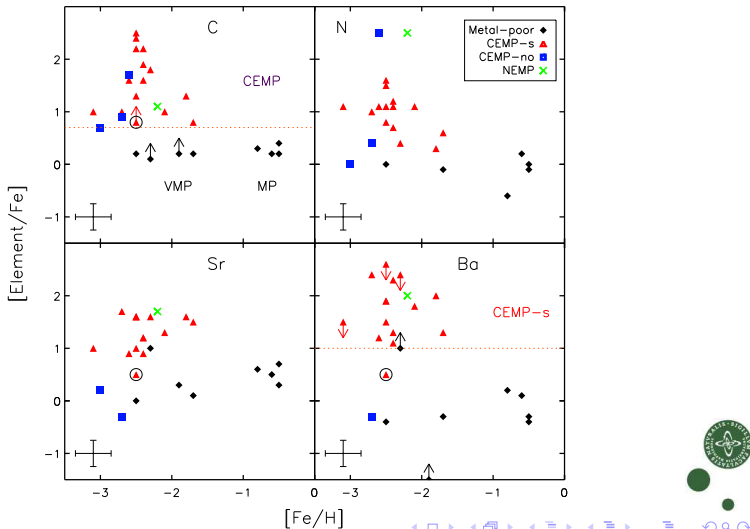 C
CEMP
VMP
MP
2
1
0
−1
N
Metal-poor
CEMP-s
CEMP-no
NEMP
[Element/Fe]
Sr
2
1
0
−1
−3
−2
−1
0
Ba
CEMP-s
−3
−2
−1
0
[Fe/H]